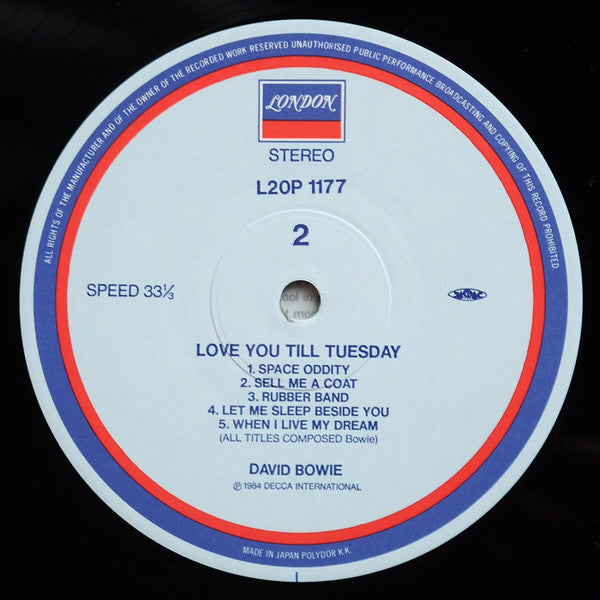 ALL RIGHTS OF THE MANUFACTURER AND OF THE OWNER OF THE RECORDED WORK RESERVED UNAUTHORISED PUBLIC PERFORMANCE BROADCASTING AND COPYING OF THIS RECORD PROHIBITED
LONDON
STEREO
L20P 1177
2
SPEED 33⅓
LOVE YOU TILL TUESDAY
1. SPACE ODDITY
2. SELL ME A COAT
3. RUBBER BAND
4. LET ME SLEEP BESIDE YOU
5. WHEN I LIVE MY DREAM
(ALL TITLES COMPOSED Bowie)
DAVID BOWIE
℗ 1984 DECCA INTERNATIONAL
MADE IN JAPAN POLYDOR K.K.